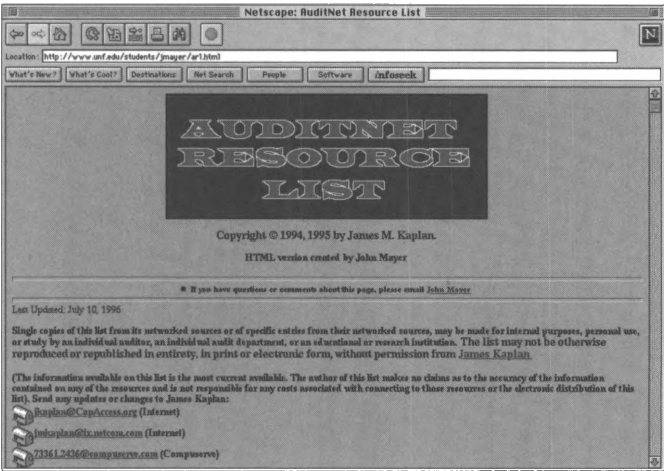 Netscape: AuditNet Resource List
N
Location: http://www.unf.edu/students/jmayer/arl.html
What's New? What's Cool? Destinations Net Search People Software infoseek
AUDITNET
RESOURCE
LIST
Copyright © 1994, 1995 by James M. Kaplan.
HTML version created by John Mayer
If you have questions or comments about this page, please email John Mayer
Last Updated: July 10, 1996
Single copies of this list from its networked sources or of specific entries from their networked sources, may be made for internal purposes, personal use,
or study by an individual auditor, an individual audit department, or an educational or research institution. The list may not be otherwise
reproduced or republished in entirety, in print or electronic form, without permission from James Kaplan
(The information available on this list is the most current available. The author of this list makes no claims as to the accuracy of the information
contained on any of the resources and is not responsible for any costs associated with connecting to those resources or the electronic distribution of this
list). Send any updates or changes to James Kaplan:
jkaplan@CapAccess.org (Internet)
jmkaplan@ix.netcom.com (Internet)
73361,2436@compuserve.com (Compuserve)